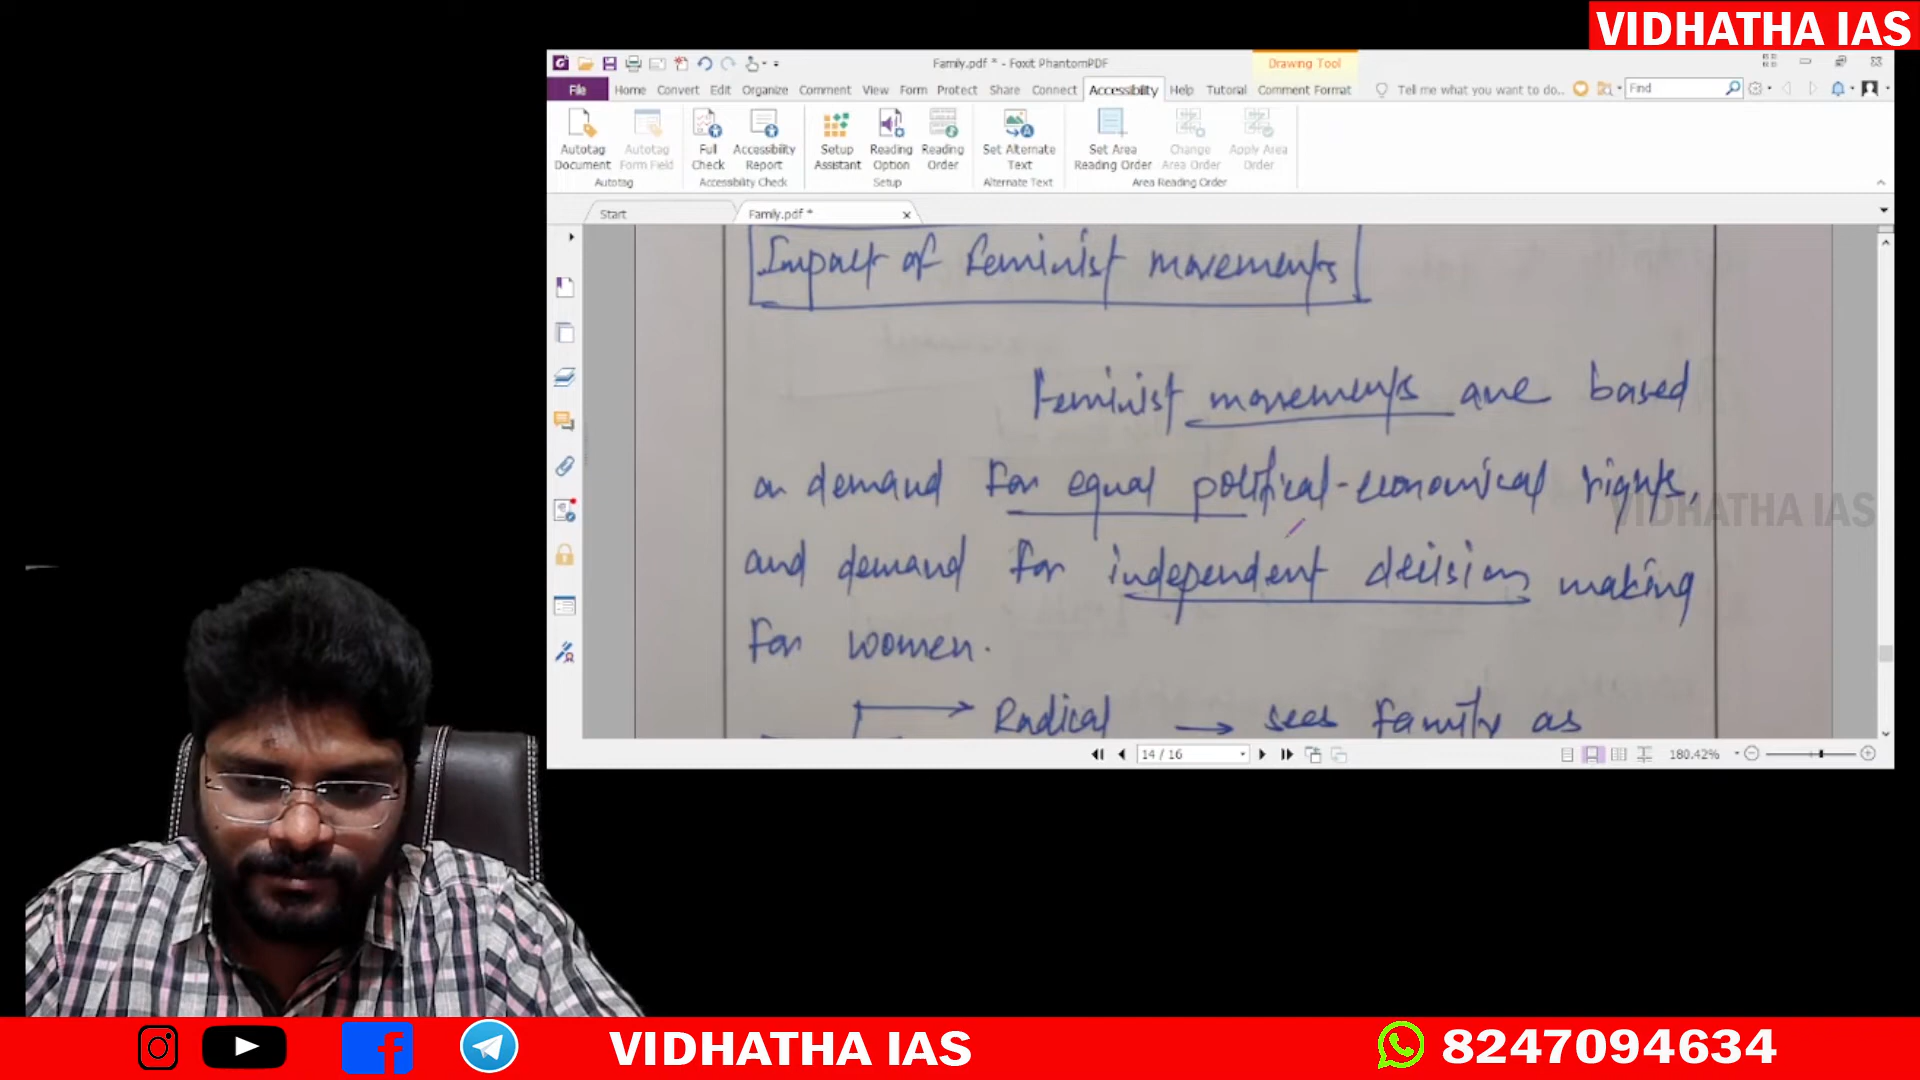 VIDHATHA IAS
Family.pdf * - Foxit PhantomPDF
Drawing Tool
File Home Convert Edit Organize Comment View Form Protect Share Connect Accessibility Help Tutorial Comment Format Tell me what you want to do.. Find
Autotag Document
Autotag Form Field
Full Check
Accessibility Report
Setup Assistant
Reading Option
Reading Order
Set Alternate Text
Set Area Reading Order
Change Area Order
Apply Area Order
Autotag Accessibility Check Setup Alternate Text Area Reading Order
Start Family.pdf *
Impact of Feminist movements
Feminist movements are based
on demand for equal political-economical rights,
VIDHATHA IAS
and demand for independent decision making
for women.
Radical → sees family as
14 / 16
180.42%
VIDHATHA IAS
8247094634